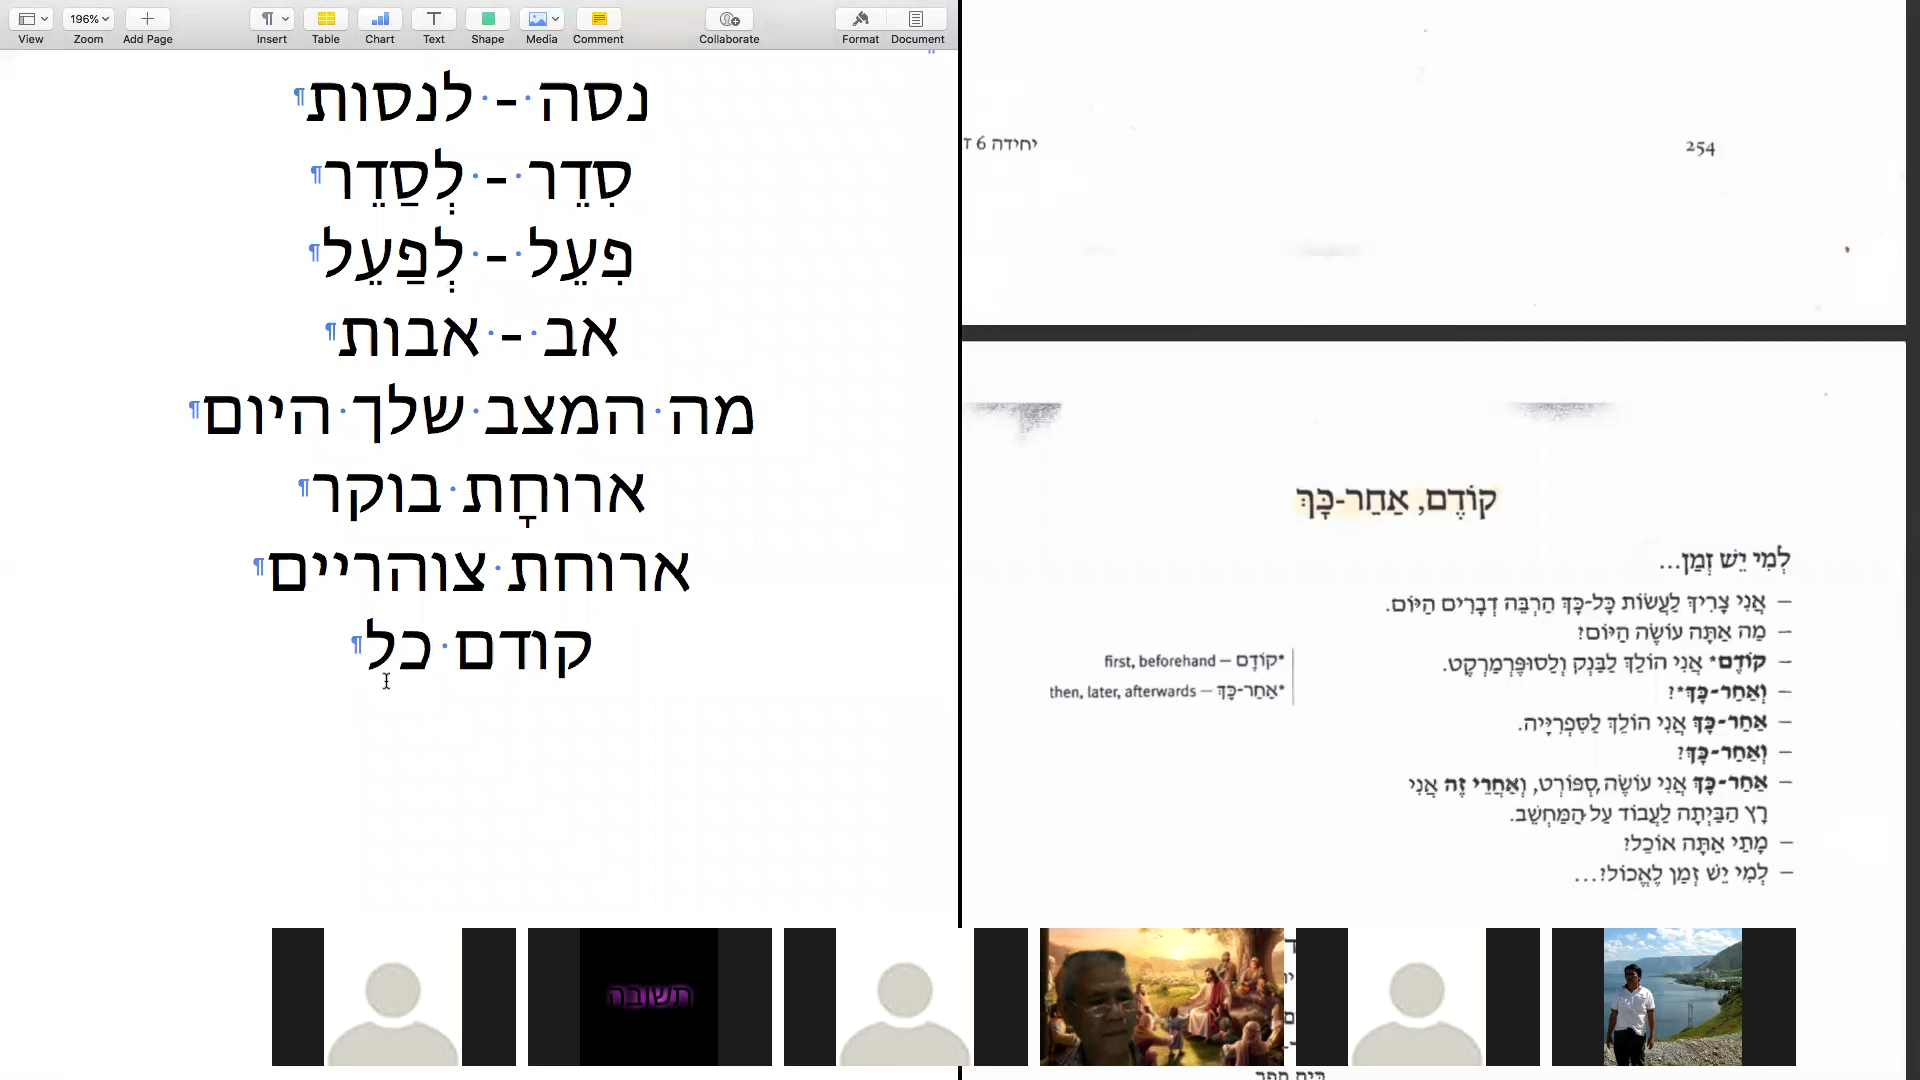 196%
View
Zoom
Add Page
Insert
Table
Chart
Text
Shape
Media
Comment
Collaborate
Format
Document
נסה - לנסות
סִדֵר - לְסַדֵר
פִעֵל - לְפַעֵל
אב - אבות
מה המצב שלך היום
ארוחָת בוקר
ארוחת צוהריים
קודם כל
יחידה 6
254
קוֹדֶם, אַחַר-כָּךְ
לְמִי יֵשׁ זְמַן...
– אֲנִי צָרִיךְ לַעֲשׂוֹת כָּל-כָּךְ הַרְבֵּה דְבָרִים הַיּוֹם.
– מַה אַתָּה עוֹשֶׂה הַיּוֹם?
– קוֹדֶם* אֲנִי הוֹלֵךְ לַבַּנְק וְלַסוּפֶּרְמַרְקֶט.
– וְאַחַר-כָּךְ*?
– אַחַר-כָּךְ אֲנִי הוֹלֵךְ לַסִּפְרִיָּיה.
– וְאַחַר-כָּךְ?
– אַחַר-כָּךְ אֲנִי עוֹשֶׂה סְפּוֹרְט, וְאַחֲרֵי זֶה אֲנִי
רָץ הַבַּיְתָה לַעֲבוֹד עַל הַמַּחְשֵׁב.
– מָתַי אַתָּה אוֹכֵל?
– לְמִי יֵשׁ זְמַן לֶאֱכוֹל?...
*קוֹדֶם – first, beforehand
*אַחַר-כָּךְ – then, later, afterwards
תשובה